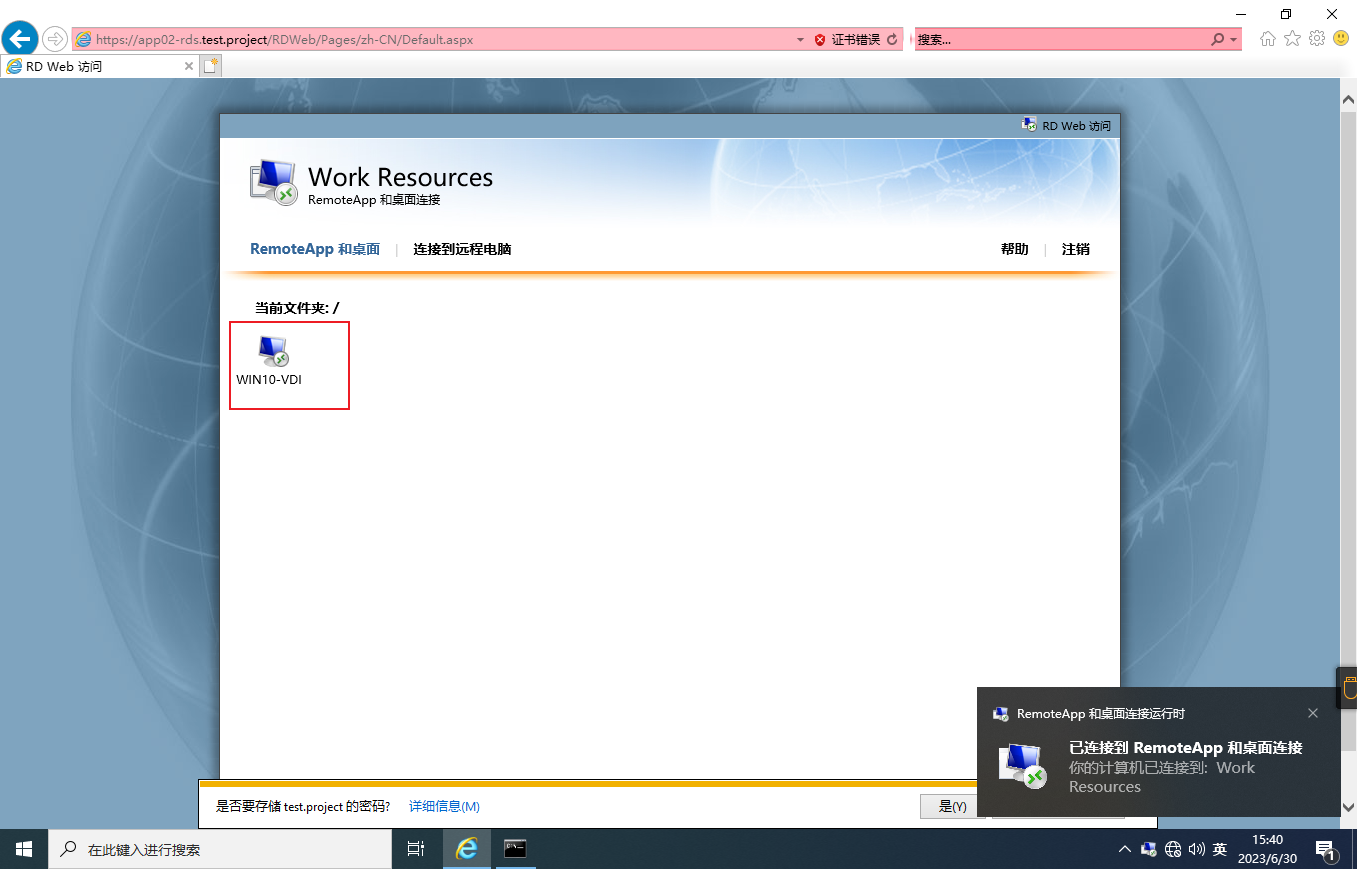 https://app02-rds.test.project/RDWeb/Pages/zh-CN/Default.aspx
证书错误
搜索...
RD Web 访问
RD Web 访问
Work Resources
RemoteApp 和桌面连接
RemoteApp 和桌面 | 连接到远程电脑
帮助 | 注销
当前文件夹: /
WIN10-VDI
RemoteApp 和桌面连接运行时
已连接到 RemoteApp 和桌面连接
你的计算机已连接到: Work
Resources
是否要存储 test.project 的密码?
详细信息(M)
是(Y)
在此键入进行搜索
英
15:40
2023/6/30
1